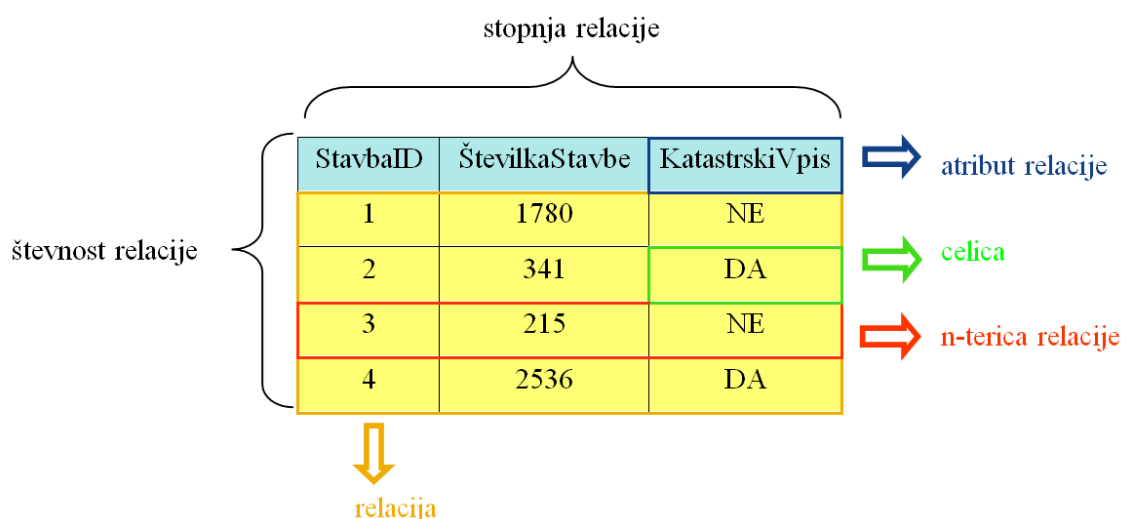 stopnja relacije
StavbaID ŠtevilkaStavbe KatastrskiVpis
atribut relacije
1 1780 NE
števnost relacije
2 341 DA
celica
3 215 NE
n-terica relacije
4 2536 DA
relacija